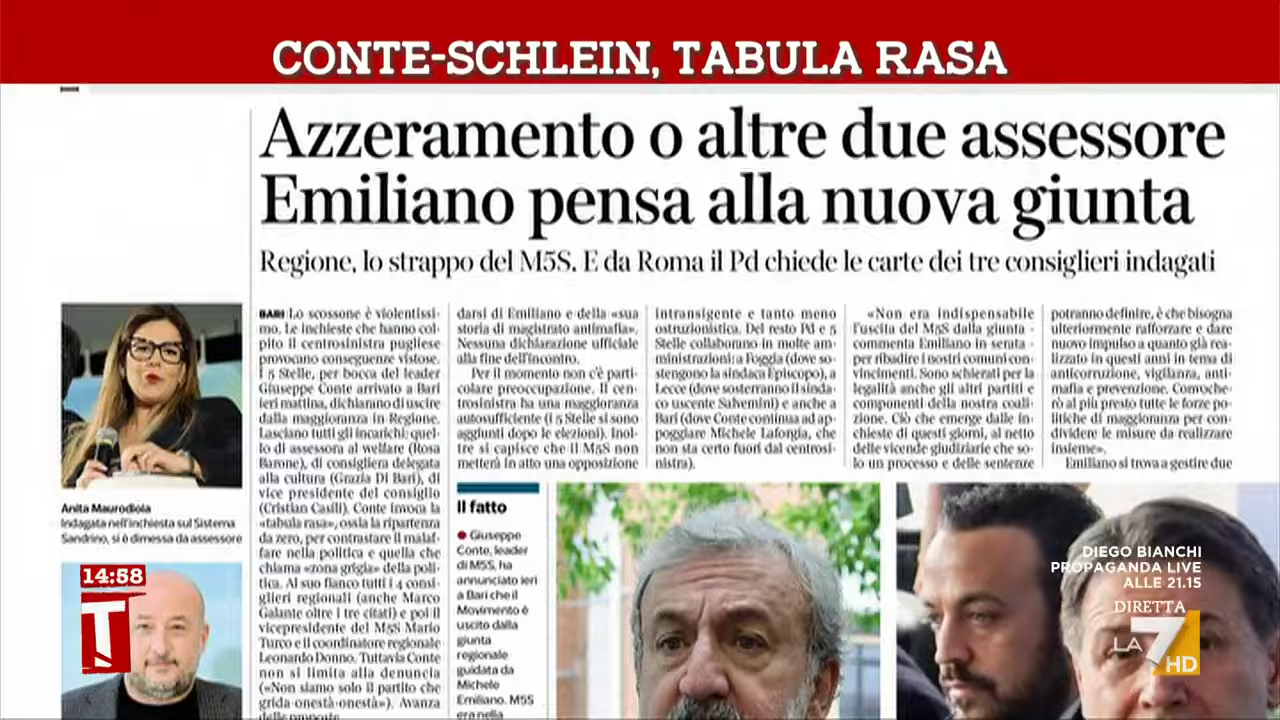 CONTE-SCHLEIN, TABULA RASA
Azzeramento o altre due assessore
Emiliano pensa alla nuova giunta
Regione, lo strappo del M5S. E da Roma il Pd chiede le carte dei tre consiglieri indagati
Anita Maurodioia
Indagata nell'inchiesta sul Sistema
Sandrino, si è dimessa da assessore
BARI Lo scossone è violentissi-
mo. Le inchieste che hanno col-
pito il centrosinistra pugliese
provocano conseguenze vistose.
I 5 Stelle, per bocca del leader
Giuseppe Conte arrivato a Bari
ieri mattina, dichiarano di uscire
dalla maggioranza in Regione.
Lasciano tutti gli incarichi: quel-
lo di assessora al welfare (Rosa
Barone), di consigliera delegata
alla cultura (Grazia Di Bari), di
vice presidente del consiglio
(Cristian Casili). Conte invoca la
«tabula rasa», ossia la ripartenza
da zero, per contrastare il malaf-
fare nella politica e quella che
chiama «zona grigia» della poli-
tica. Al suo fianco tutti i 4 consi-
glieri regionali (anche Marco
Galante oltre i tre citati) e poi il
Vicepresidente del M5S Mario
Turco e il coordinatore regionale
Leonardo Donno. Tuttavia Conte
non si limita alla denuncia
(«Non siamo solo il partito che
grida onestà-onestà»). Avanza
delle proposte.
darsi di Emiliano e della «sua
storia di magistrato antimafia».
Nessuna dichiarazione ufficiale
alla fine dell'incontro.
Per il momento non c'è parti-
colare preoccupazione. Il cen-
trosinistra ha una maggioranza
autosufficiente (i 5 Stelle si sono
aggiunti dopo le elezioni). Inol-
tre si capisce che il M5S non
metterà in atto una opposizione
intransigente e tanto meno
ostruzionistica. Del resto Pd e 5
Stelle collaborano in molte am-
ministrazioni: a Foggia (dove so-
stengono la sindaca Episcopo), a
Lecce (dove sosterranno il sinda-
co uscente Salvemini) e anche a
Bari (dove Conte continua ad ap-
poggiare Michele Laforgia, che
non sta certo fuori dal centrosi-
nistra).
«Non era indispensabile
l'uscita del M5S dalla giunta -
commenta Emiliano in serata -
per ribadire i nostri comuni con-
vincimenti. Sono schierati per la
legalità anche gli altri partiti e
componenti della nostra coali-
zione. Ciò che emerge dalle in-
chieste di questi giorni, al netto
delle vicende giudiziarie che so-
lo un processo e delle sentenze
potranno definire, è che bisogna
ulteriormente rafforzare e dare
nuovo impulso a quanto già rea-
lizzato in questi anni in tema di
anticorruzione, vigilanza, anti-
mafia e prevenzione. Convoche-
rò al più presto tutte le forze po-
litiche di maggioranza per con-
dividere le misure da realizzare
insieme».
Emiliano si trova a gestire due
Il fatto
● Giuseppe
Conte, leader
di M5S, ha
annunciato ieri
a Bari che il
Movimento è
uscito dalla
giunta
regionale
guidata da
Michele
Emiliano. M5S
era nella
14:58
T
DIEGO BIANCHI
PROPAGANDA LIVE
ALLE 21.15
DIRETTA
LA 7 HD